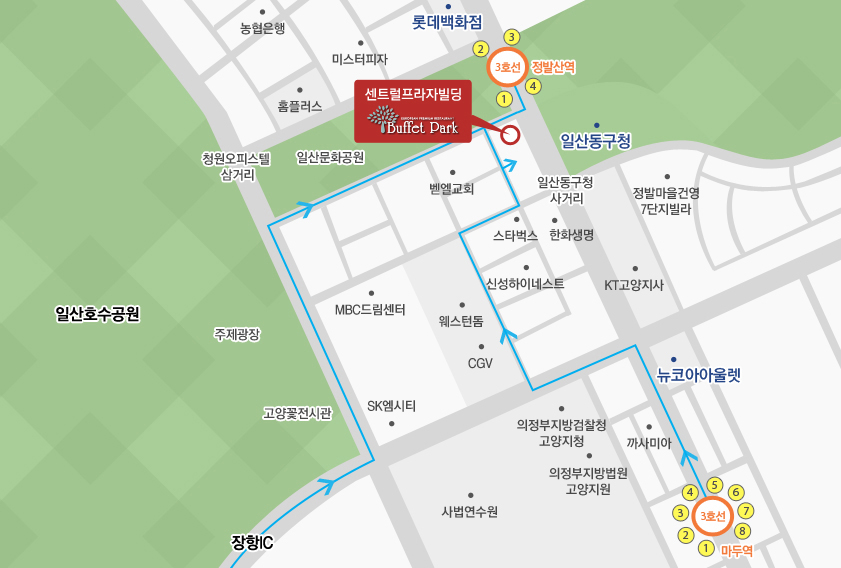 롯데백화점
농협은행
미스터피자
3
2
3호선
정발산역
4
1
홈플러스
센트럴프라자빌딩
EUROPEAN PREMIUM RESTAURANT
Buffet Park
일산동구청
청원오피스텔
삼거리
일산문화공원
벧엘교회
일산동구청
사거리
정발마을건영
7단지빌라
스타벅스
한화생명
신성하이네스트
KT고양지사
MBC드림센터
웨스턴돔
일산호수공원
주제광장
CGV
뉴코아아울렛
고양꽃전시관
SK엠시티
의정부지방검찰청
고양지청
까사미아
의정부지방법원
고양지원
사법연수원
4
5
6
3
3호선
7
2
8
1
마두역
장항IC